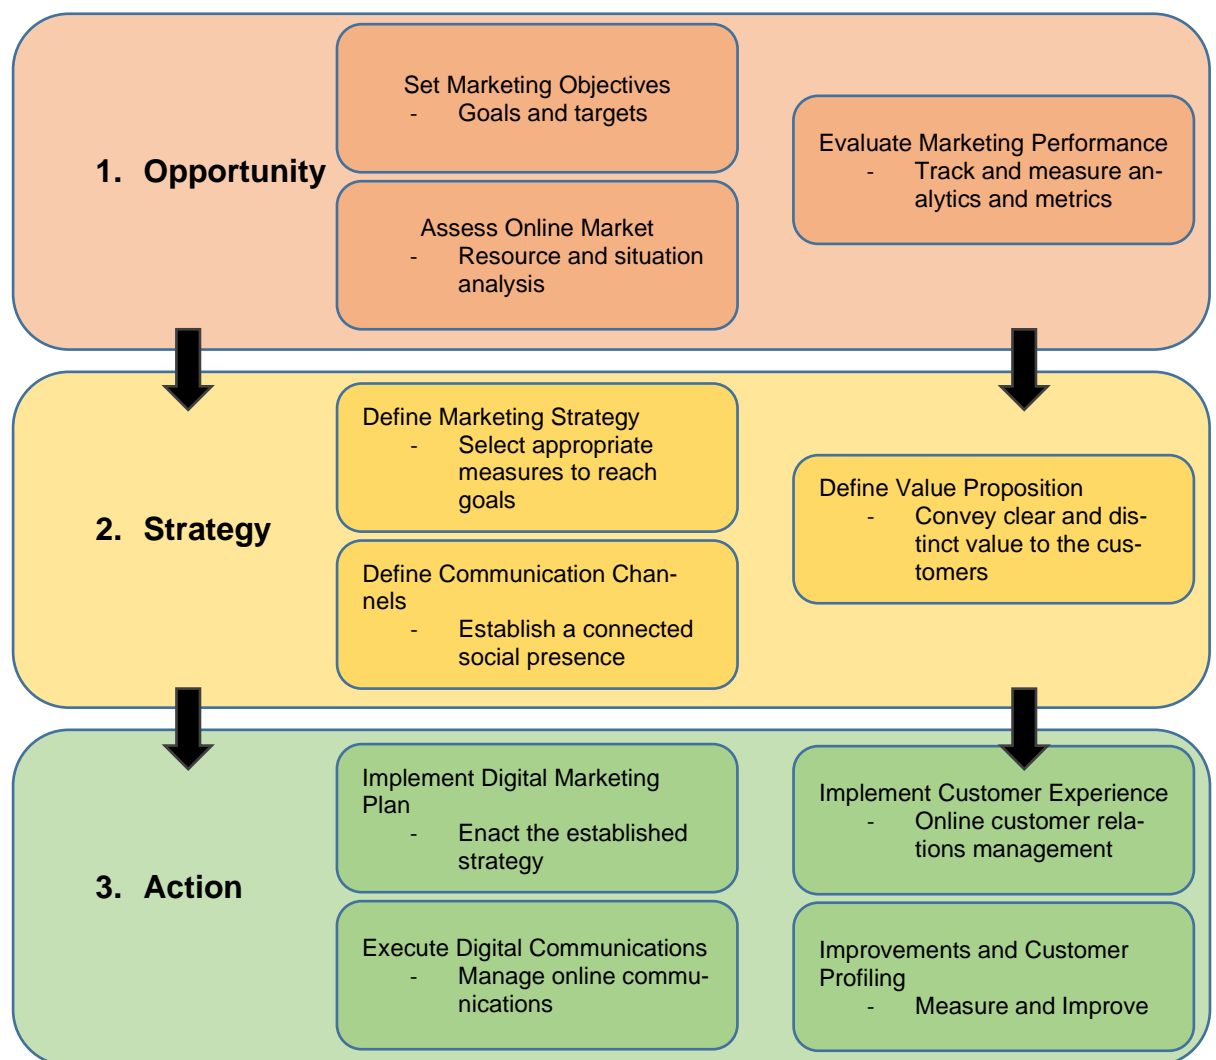 1. Opportunity
Set Marketing Objectives
- Goals and targets
Assess Online Market
- Resource and situation
analysis
Evaluate Marketing Performance
- Track and measure an-
alytics and metrics
2. Strategy
Define Marketing Strategy
- Select appropriate
measures to reach
goals
Define Communication Chan-
nels
- Establish a connected
social presence
Define Value Proposition
- Convey clear and dis-
tinct value to the cus-
tomers
3. Action
Implement Digital Marketing
Plan
- Enact the established
strategy
Execute Digital Communications
- Manage online commu-
nications
Implement Customer Experience
- Online customer rela-
tions management
Improvements and Customer
Profiling
- Measure and Improve